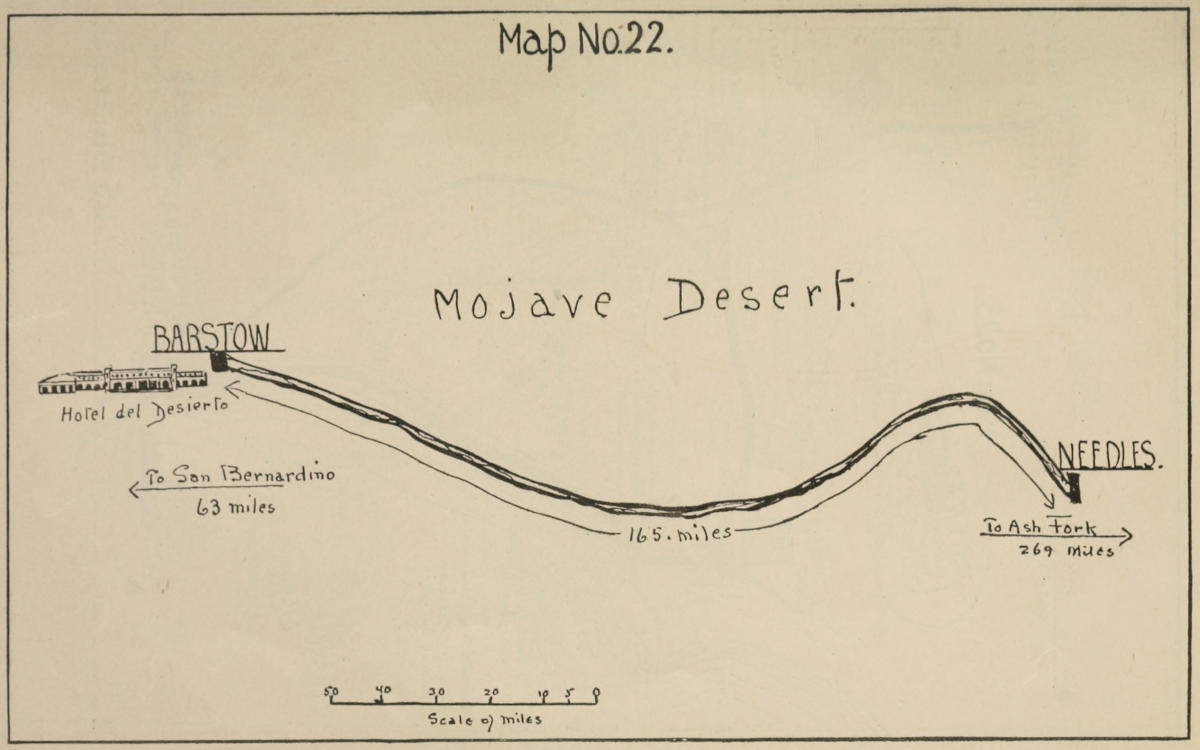 Map No. 22.
Mojave Desert.
BARSTOW
Hotel del Desierto
To San Bernardino
63 miles
NEEDLES.
165. miles
To Ash Fork
269 Miles
50 40 30 20 10 5 0
Scale of miles